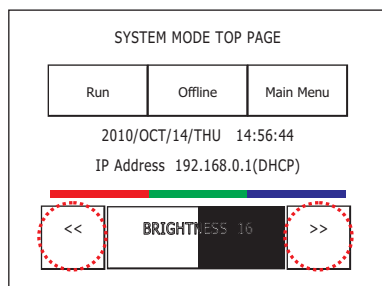 SYSTEM MODE TOP PAGE
Run Offline Main Menu
2010/OCT/14/THU 14:56:44
IP Address 192.168.0.1(DHCP)
<< BRIGHTNESS 16 >>